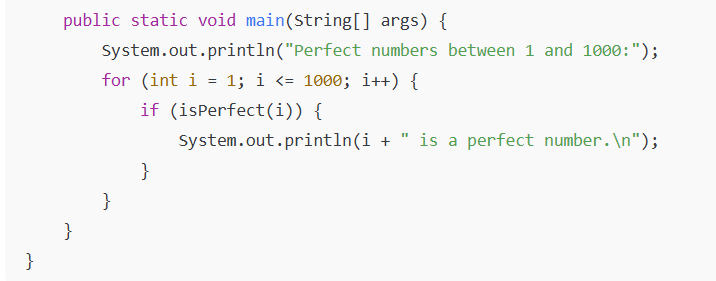 public static void main(String[] args) {
System.out.println("Perfect numbers between 1 and 1000:");
for (int i = 1; i <= 1000; i++) {
if (isPerfect(i)) {
System.out.println(i + " is a perfect number.\n");
}
}
}
}